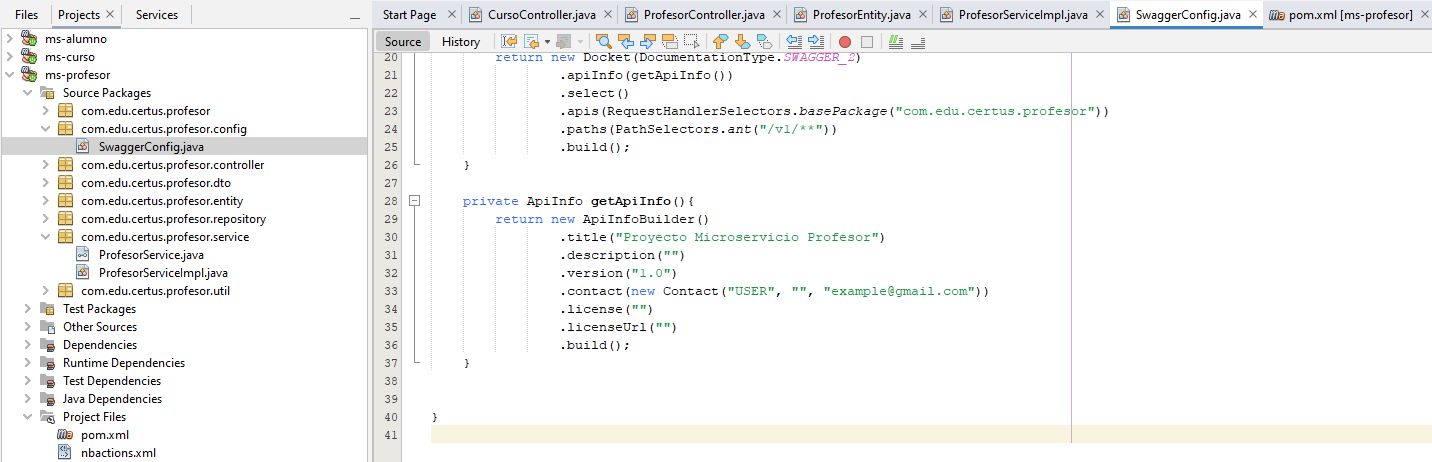 Files
Projects
Services
ms-alumno
ms-curso
ms-profesor
Source Packages
com.edu.certus.profesor
com.edu.certus.profesor.config
SwaggerConfig.java
com.edu.certus.profesor.controller
com.edu.certus.profesor.dto
com.edu.certus.profesor.entity
com.edu.certus.profesor.repository
com.edu.certus.profesor.service
ProfesorService.java
ProfesorServiceImpl.java
com.edu.certus.profesor.util
Test Packages
Other Sources
Dependencies
Runtime Dependencies
Test Dependencies
Java Dependencies
Project Files
pom.xml
nbactions.xml
Start Page
CursoController.java
ProfesorController.java
ProfesorEntity.java
ProfesorServiceImpl.java
SwaggerConfig.java
pom.xml [ms-profesor]
Source
History
20 return new Docket(DocumentationType.SWAGGER_2)
21 .apiInfo(getApiInfo())
22 .select()
23 .apis(RequestHandlerSelectors.basePackage("com.edu.certus.profesor"))
24 .paths(PathSelectors.ant("/v1/**"))
25 .build();
26 }
27
28 private ApiInfo getApiInfo(){
29 return new ApiInfoBuilder()
30 .title("Proyecto Microservicio Profesor")
31 .description("")
32 .version("1.0")
33 .contact(new Contact("USER", "", "example@gmail.com"))
34 .license("")
35 .licenseUrl("")
36 .build();
37 }
38
39
40 }
41